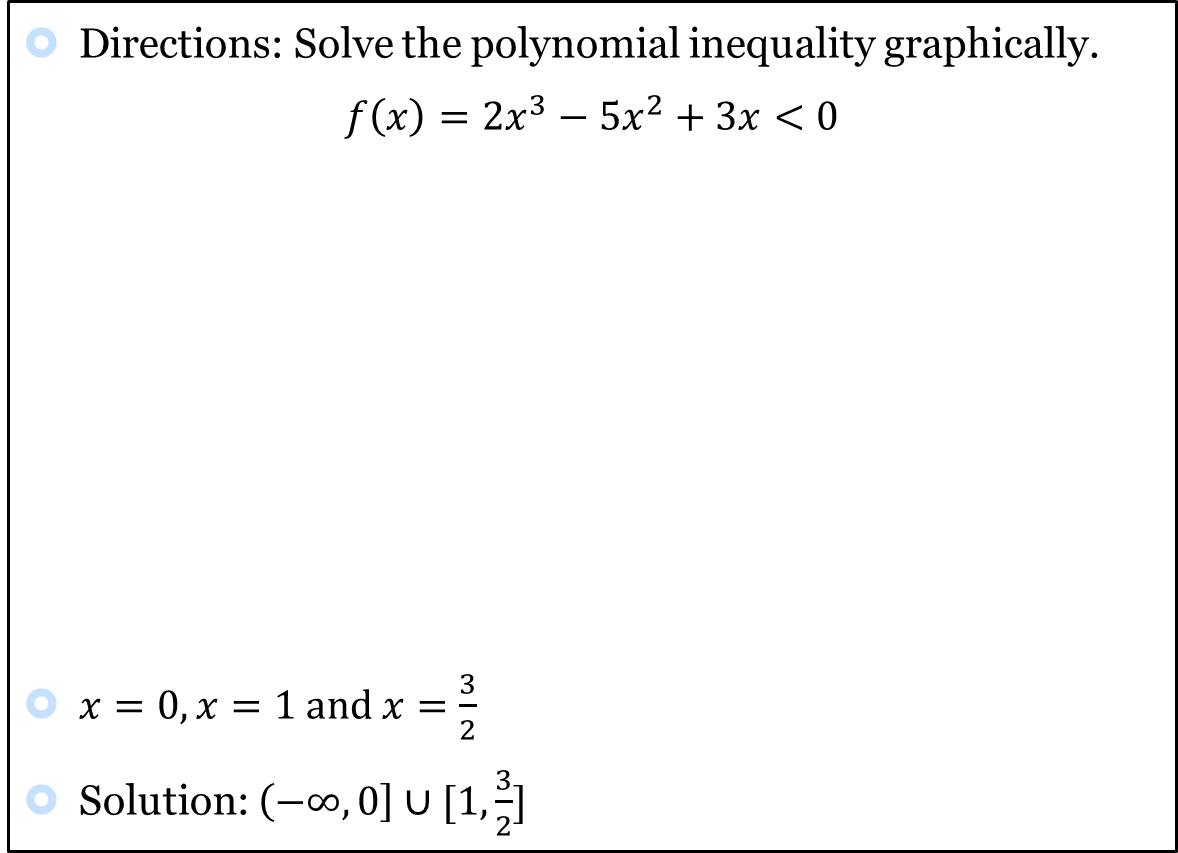 Directions: Solve the polynomial inequality graphically.
f(x) = 2x³ − 5x² + 3x < 0
x = 0, x = 1 and x = 3/2
Solution: (−∞, 0] ∪ [1, 3/2]